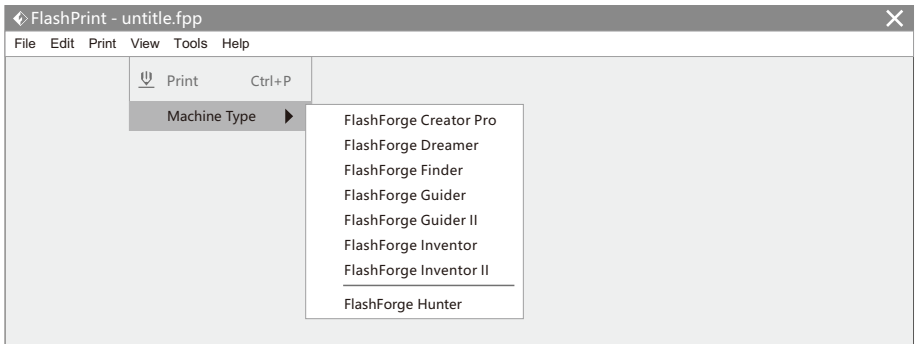 FlashPrint - untitle.fpp
File Edit Print View Tools Help
Print Ctrl+P
Machine Type
FlashForge Creator Pro
FlashForge Dreamer
FlashForge Finder
FlashForge Guider
FlashForge Guider II
FlashForge Inventor
FlashForge Inventor II
FlashForge Hunter